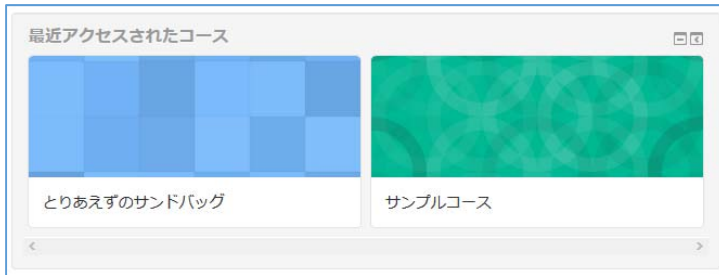 最近アクセスされたコース
とりあえずのサンドバッグ
サンプルコース